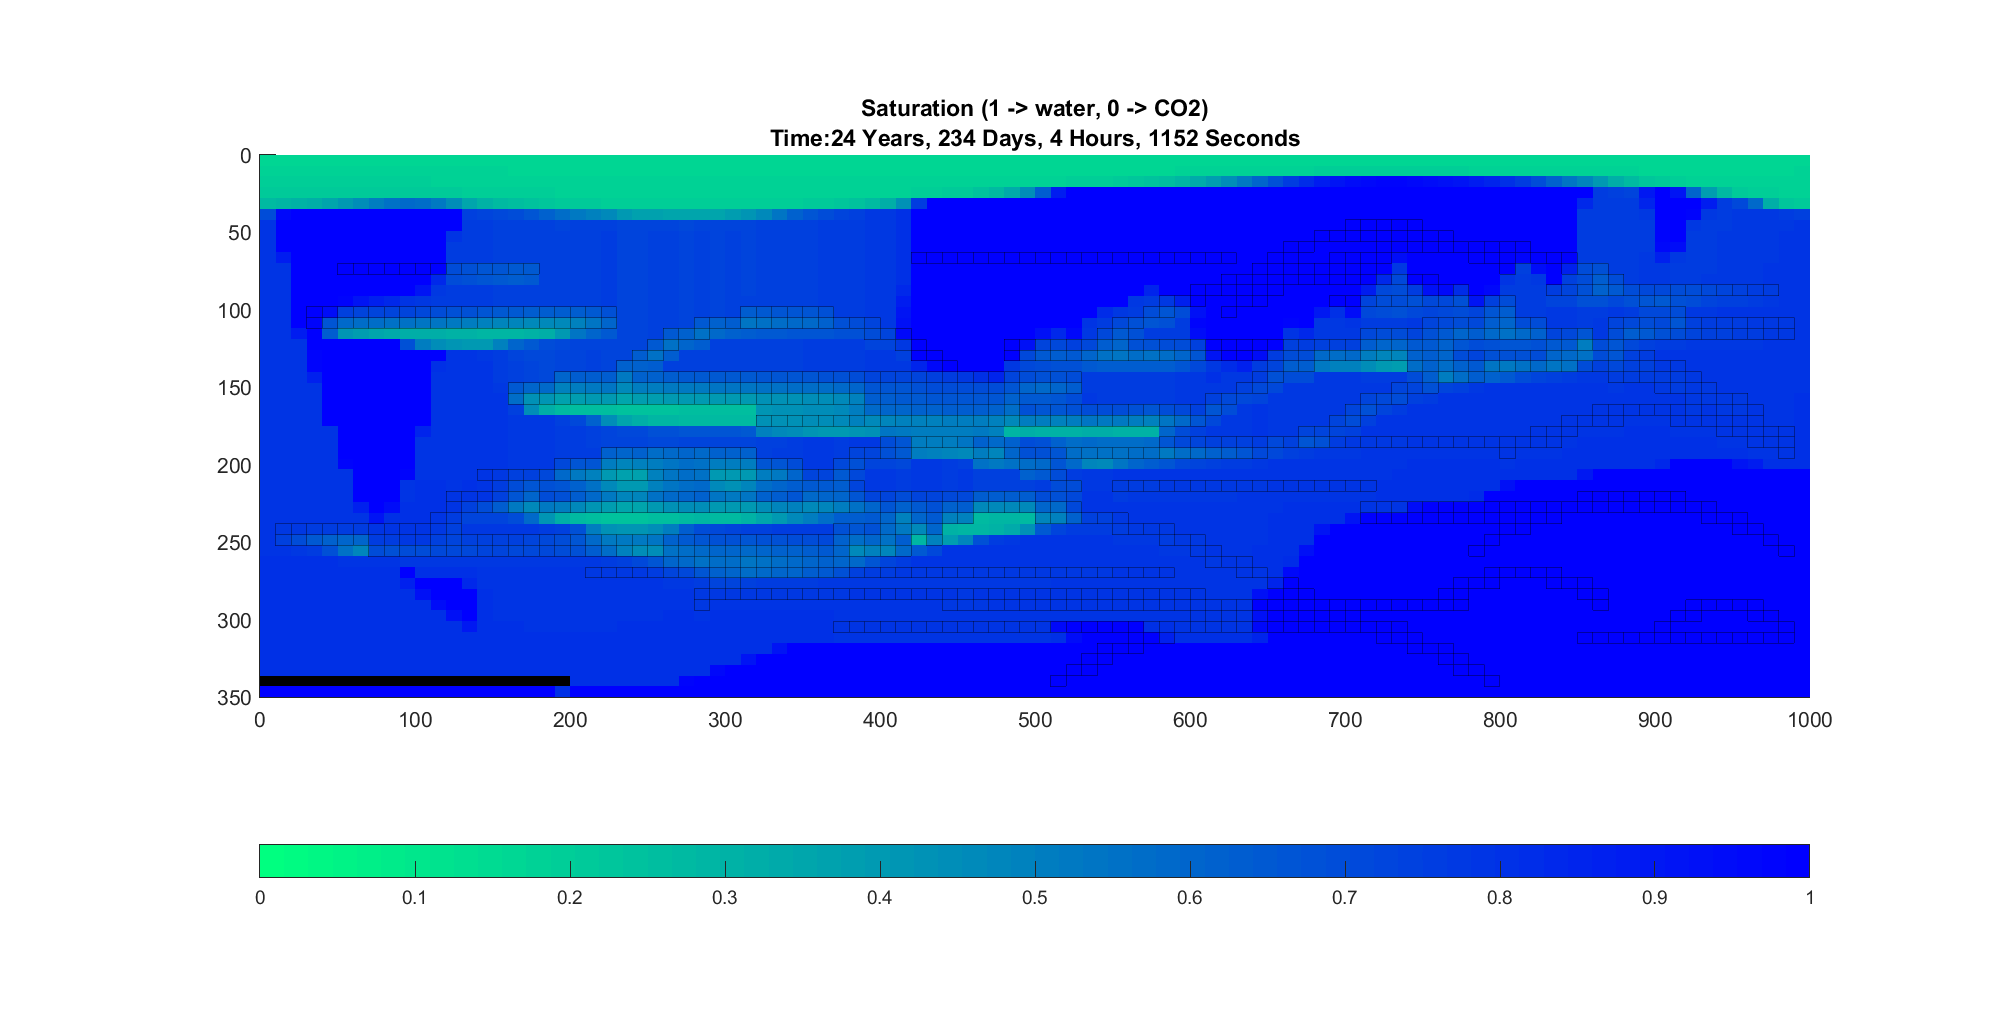 Saturation (1 -> water, 0 -> CO2)
Time:24 Years, 234 Days, 4 Hours, 1152 Seconds
0
50
100
150
200
250
300
350
0 100 200 300 400 500 600 700 800 900 1000
0 0.1 0.2 0.3 0.4 0.5 0.6 0.7 0.8 0.9 1